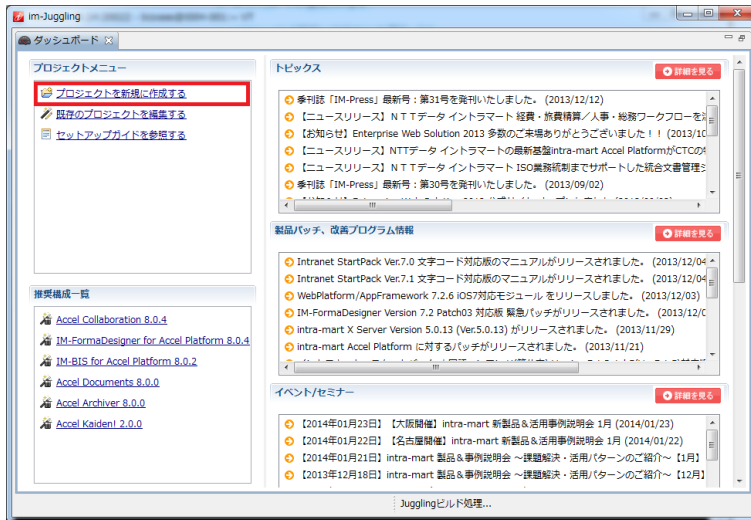 im-Juggling
ダッシュボード
プロジェクトメニュー
プロジェクトを新規に作成する
既存のプロジェクトを編集する
セットアップガイドを参照する
推奨構成一覧
Accel Collaboration 8.0.4
IM-FormaDesigner for Accel Platform 8.0.4
IM-BIS for Accel Platform 8.0.2
Accel Documents 8.0.0
Accel Archiver 8.0.0
Accel Kaiden! 2.0.0
トピックス
詳細を見る
季刊誌「IM-Press」最新号：第31号を発刊いたしました。 (2013/12/12)
【ニュースリリース】ＮＴＴデータ イントラマート 経費・旅費精算／人事・総務ワークフローを
【お知らせ】Enterprise Web Solution 2013 多数のご来場ありがとうございました！！ (2013/10
【ニュースリリース】NTTデータ イントラマートの最新基盤intra-mart Accel PlatformがCTCの
【ニュースリリース】ＮＴＴデータ イントラマート ISO業務統制までサポートした統合文書管理
季刊誌「IM-Press」最新号：第30号を発刊いたしました。 (2013/09/02)
製品パッチ、改善プログラム情報
詳細を見る
Intranet StartPack Ver.7.0 文字コード対応版のマニュアルがリリースされました。 (2013/12/04
Intranet StartPack Ver.7.1 文字コード対応版のマニュアルがリリースされました。 (2013/12/04
WebPlatform/AppFramework 7.2.6 iOS7対応モジュール をリリースしました。 (2013/12/03)
IM-FormaDesigner Version 7.2 Patch03 対応版 緊急パッチがリリースされました。 (2013/12/0
intra-mart X Server Version 5.0.13 (Ver.5.0.13) がリリースされました。 (2013/11/29)
intra-mart Accel Platform に対するパッチがリリースされました。 (2013/11/21)
イベント/セミナー
詳細を見る
【2014年01月23日】【大阪開催】intra-mart 新製品＆活用事例説明会 1月 (2014/01/23)
【2014年01月22日】【名古屋開催】intra-mart 新製品＆活用事例説明会 1月 (2014/01/22)
【2014年01月21日】intra-mart 製品＆事例説明会 ～課題解決・活用パターンのご紹介～【1月】
【2013年12月18日】intra-mart 製品＆事例説明会 ～課題解決・活用パターンのご紹介～【12月】
Jugglingビルド処理...